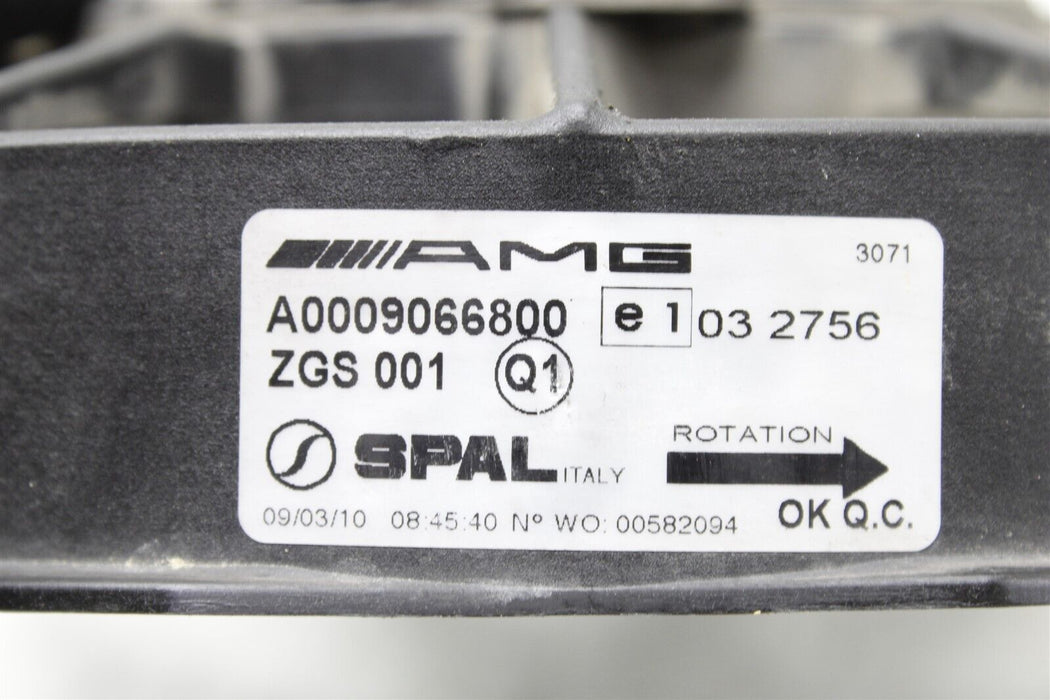 AMG 3071
A0009066800 e 1 03 2756
ZGS 001 Q1
ROTATION
SPAL ITALY
OK Q.C.
09/03/10 08:45:40 Nº WO: 00582094